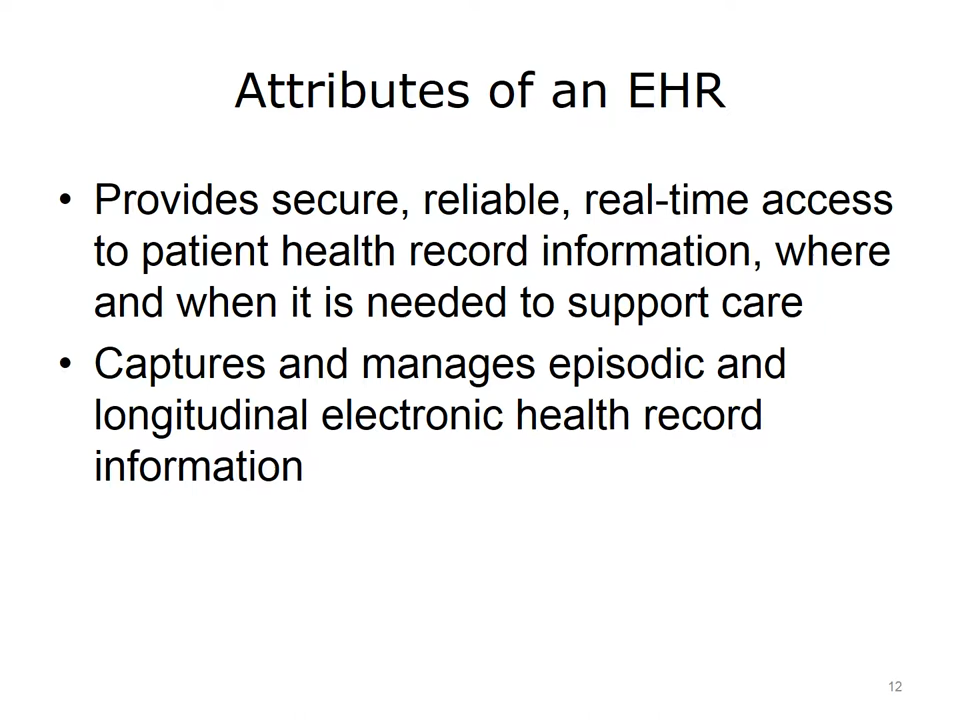 Attributes of an EHR
• Provides secure, reliable, real-time access
to patient health record information, where
and when it is needed to support care
• Captures and manages episodic and
longitudinal electronic health record
information
12